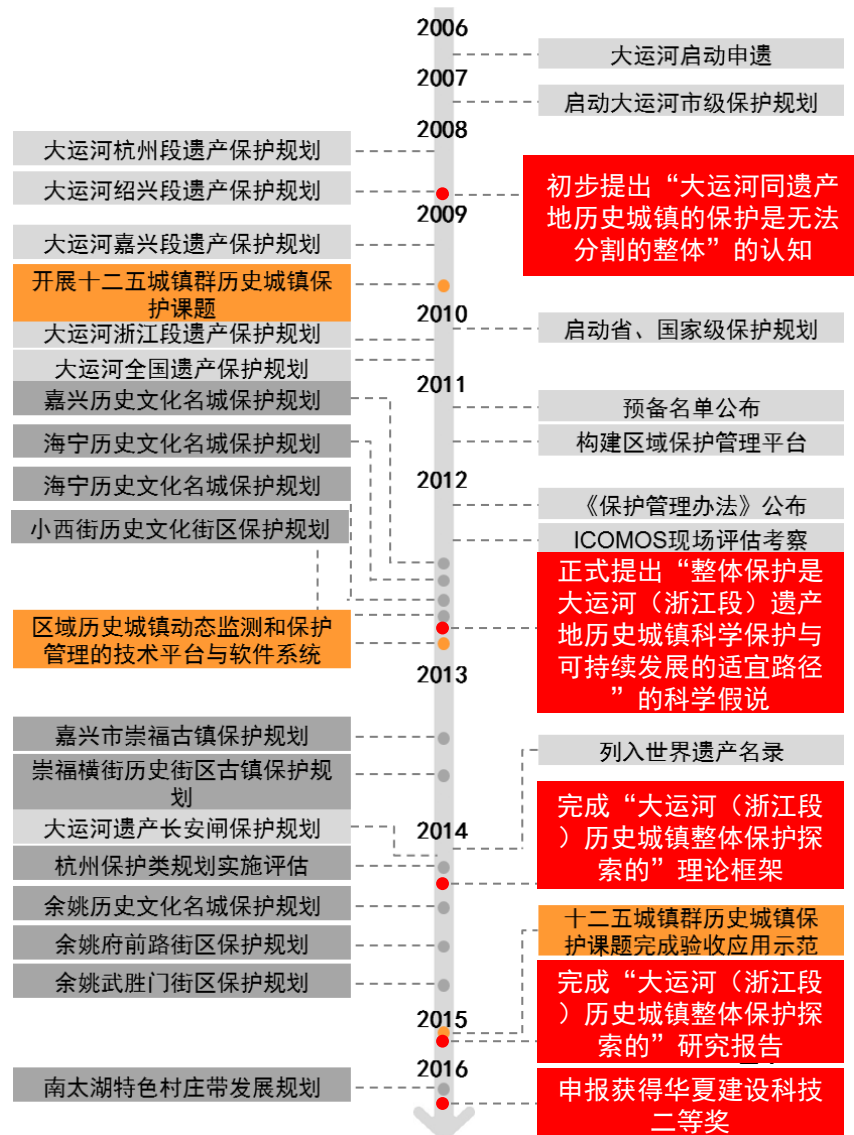 2006
大运河启动申遗
2007
启动大运河市级保护规划
2008
大运河杭州段遗产保护规划
大运河绍兴段遗产保护规划
初步提出“大运河同遗产
地历史城镇的保护是无法
分割的整体”的认知
2009
大运河嘉兴段遗产保护规划
开展十二五城镇群历史城镇保
护课题
2010
大运河浙江段遗产保护规划
启动省、国家级保护规划
大运河全国遗产保护规划
2011
嘉兴历史文化名城保护规划
预备名单公布
海宁历史文化名城保护规划
构建区域保护管理平台
海宁历史文化名城保护规划
2012
《保护管理办法》公布
小西街历史文化街区保护规划
ICOMOS现场评估考察
正式提出“整体保护是
大运河（浙江段）遗产
地历史城镇科学保护与
可持续发展的适宜路径
”的科学假说
区域历史城镇动态监测和保护
管理的技术平台与软件系统
2013
嘉兴市崇福古镇保护规划
列入世界遗产名录
崇福横街历史街区古镇保护规
划
完成“大运河（浙江段
）历史城镇整体保护探
索的”理论框架
大运河遗产长安闸保护规划
2014
杭州保护类规划实施评估
余姚历史文化名城保护规划
十二五城镇群历史城镇保
护课题完成验收应用示范
余姚府前路街区保护规划
余姚武胜门街区保护规划
完成“大运河（浙江段
）历史城镇整体保护探
索的”研究报告
2015
2016
南太湖特色村庄带发展规划
申报获得华夏建设科技
二等奖